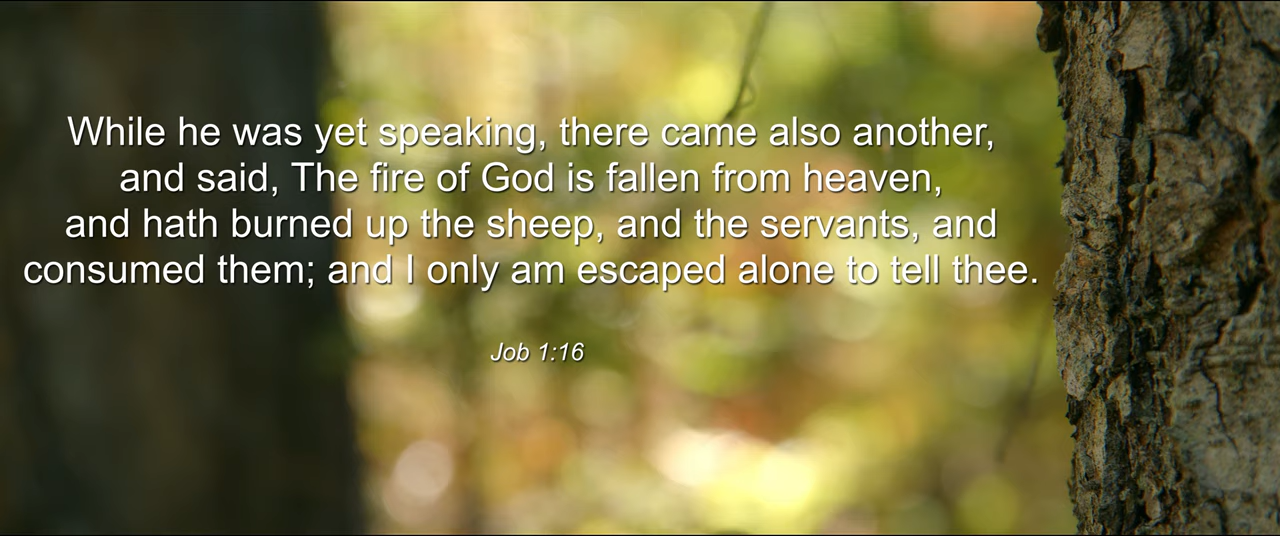 While he was yet speaking, there came also another,
and said, The fire of God is fallen from heaven,
and hath burned up the sheep, and the servants, and
consumed them; and I only am escaped alone to tell thee.
Job 1:16